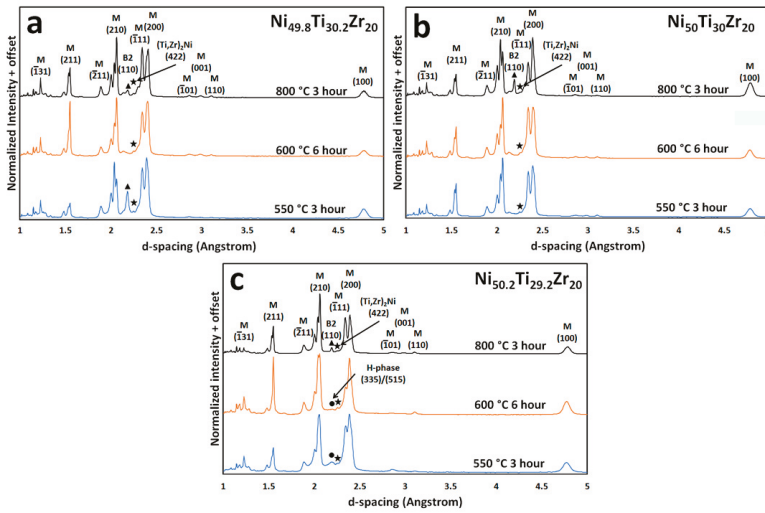 a
Ni49.8Ti30.2Zr20
Normalized intensity + offset
M
(1̅31)
M
(211)
M
(2̅11)
M
(210)
B2
(110)
M
(1̅11)
M
(200)
(Ti,Zr)2Ni
(422)
M
(1̅01)
M
(001)
M
(110)
M
(100)
800 °C 3 hour
600 °C 6 hour
550 °C 3 hour
1 1.5 2 2.5 3 3.5 4 4.5 5
d-spacing (Angstrom)
b
Ni50Ti30Zr20
Normalized intensity + offset
M
(1̅31)
M
(211)
M
(2̅11)
M
(210)
B2
(110)
M
(1̅11)
M
(200)
(Ti,Zr)2Ni
(422)
M
(1̅01)
M
(001)
M
(110)
M
(100)
800 °C 3 hour
600 °C 6 hour
550 °C 3 hour
1 1.5 2 2.5 3 3.5 4 4.5
d-spacing (Angstrom)
c
Ni50.2Ti29.2Zr20
Normalized intensity + offset
M
(1̅31)
M
(211)
M
(2̅11)
M
(210)
B2
(110)
M
(1̅11)
M
(200)
(Ti,Zr)2Ni
(422)
M
(1̅01)
M
(001)
M
(110)
M
(100)
800 °C 3 hour
H-phase
(335)/(515)
600 °C 6 hour
550 °C 3 hour
1 1.5 2 2.5 3 3.5 4 4.5 5
d-spacing (Angstrom)